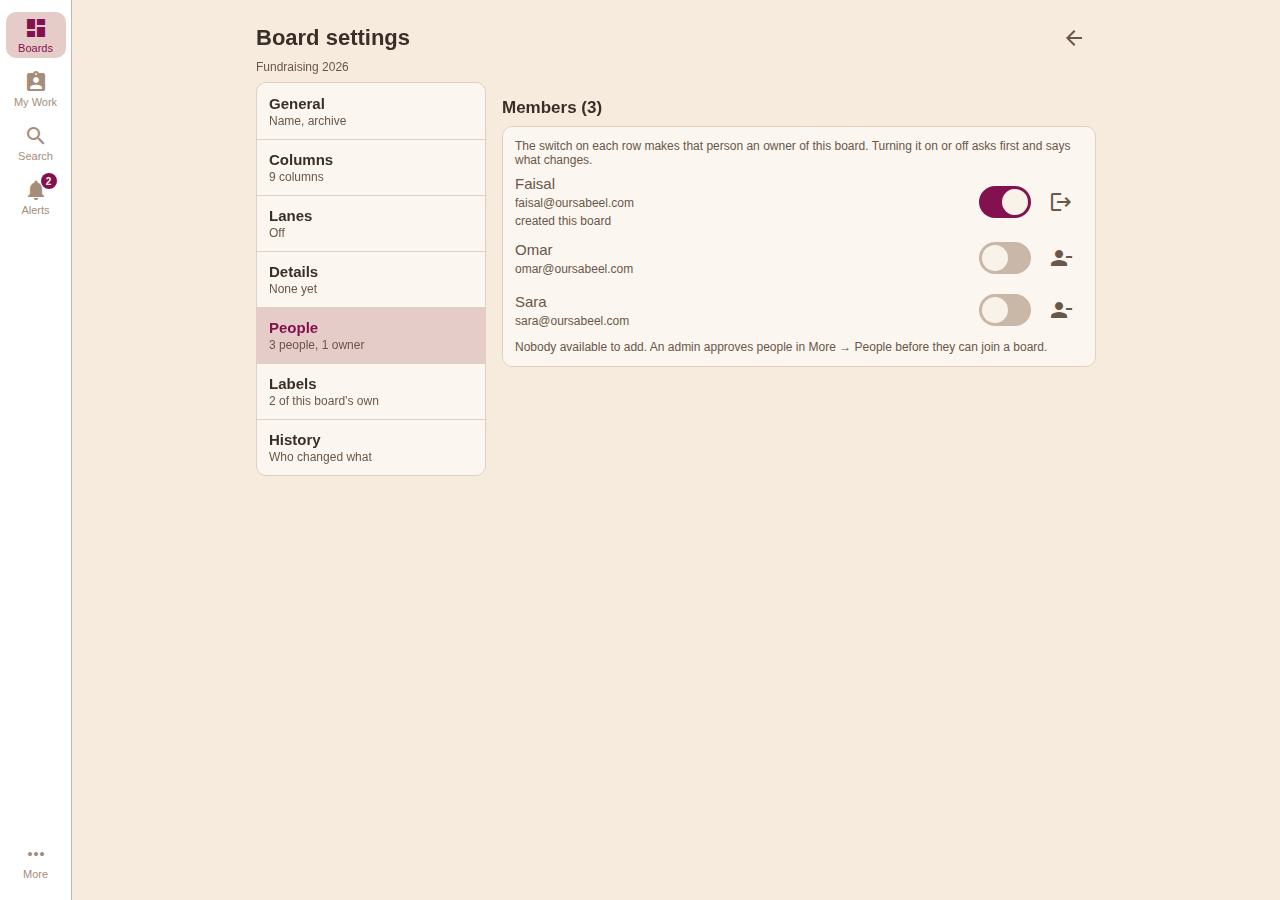 Boards
My Work
Search
2
Alerts
More
Board settings
Fundraising 2026
General
Name, archive
Columns
9 columns
Lanes
Off
Details
None yet
People
3 people, 1 owner
Labels
2 of this board's own
History
Who changed what
Members (3)
The switch on each row makes that person an owner of this board. Turning it on or off asks first and says
what changes.
Faisal
faisal@oursabeel.com
created this board
Omar
omar@oursabeel.com
Sara
sara@oursabeel.com
Nobody available to add. An admin approves people in More → People before they can join a board.